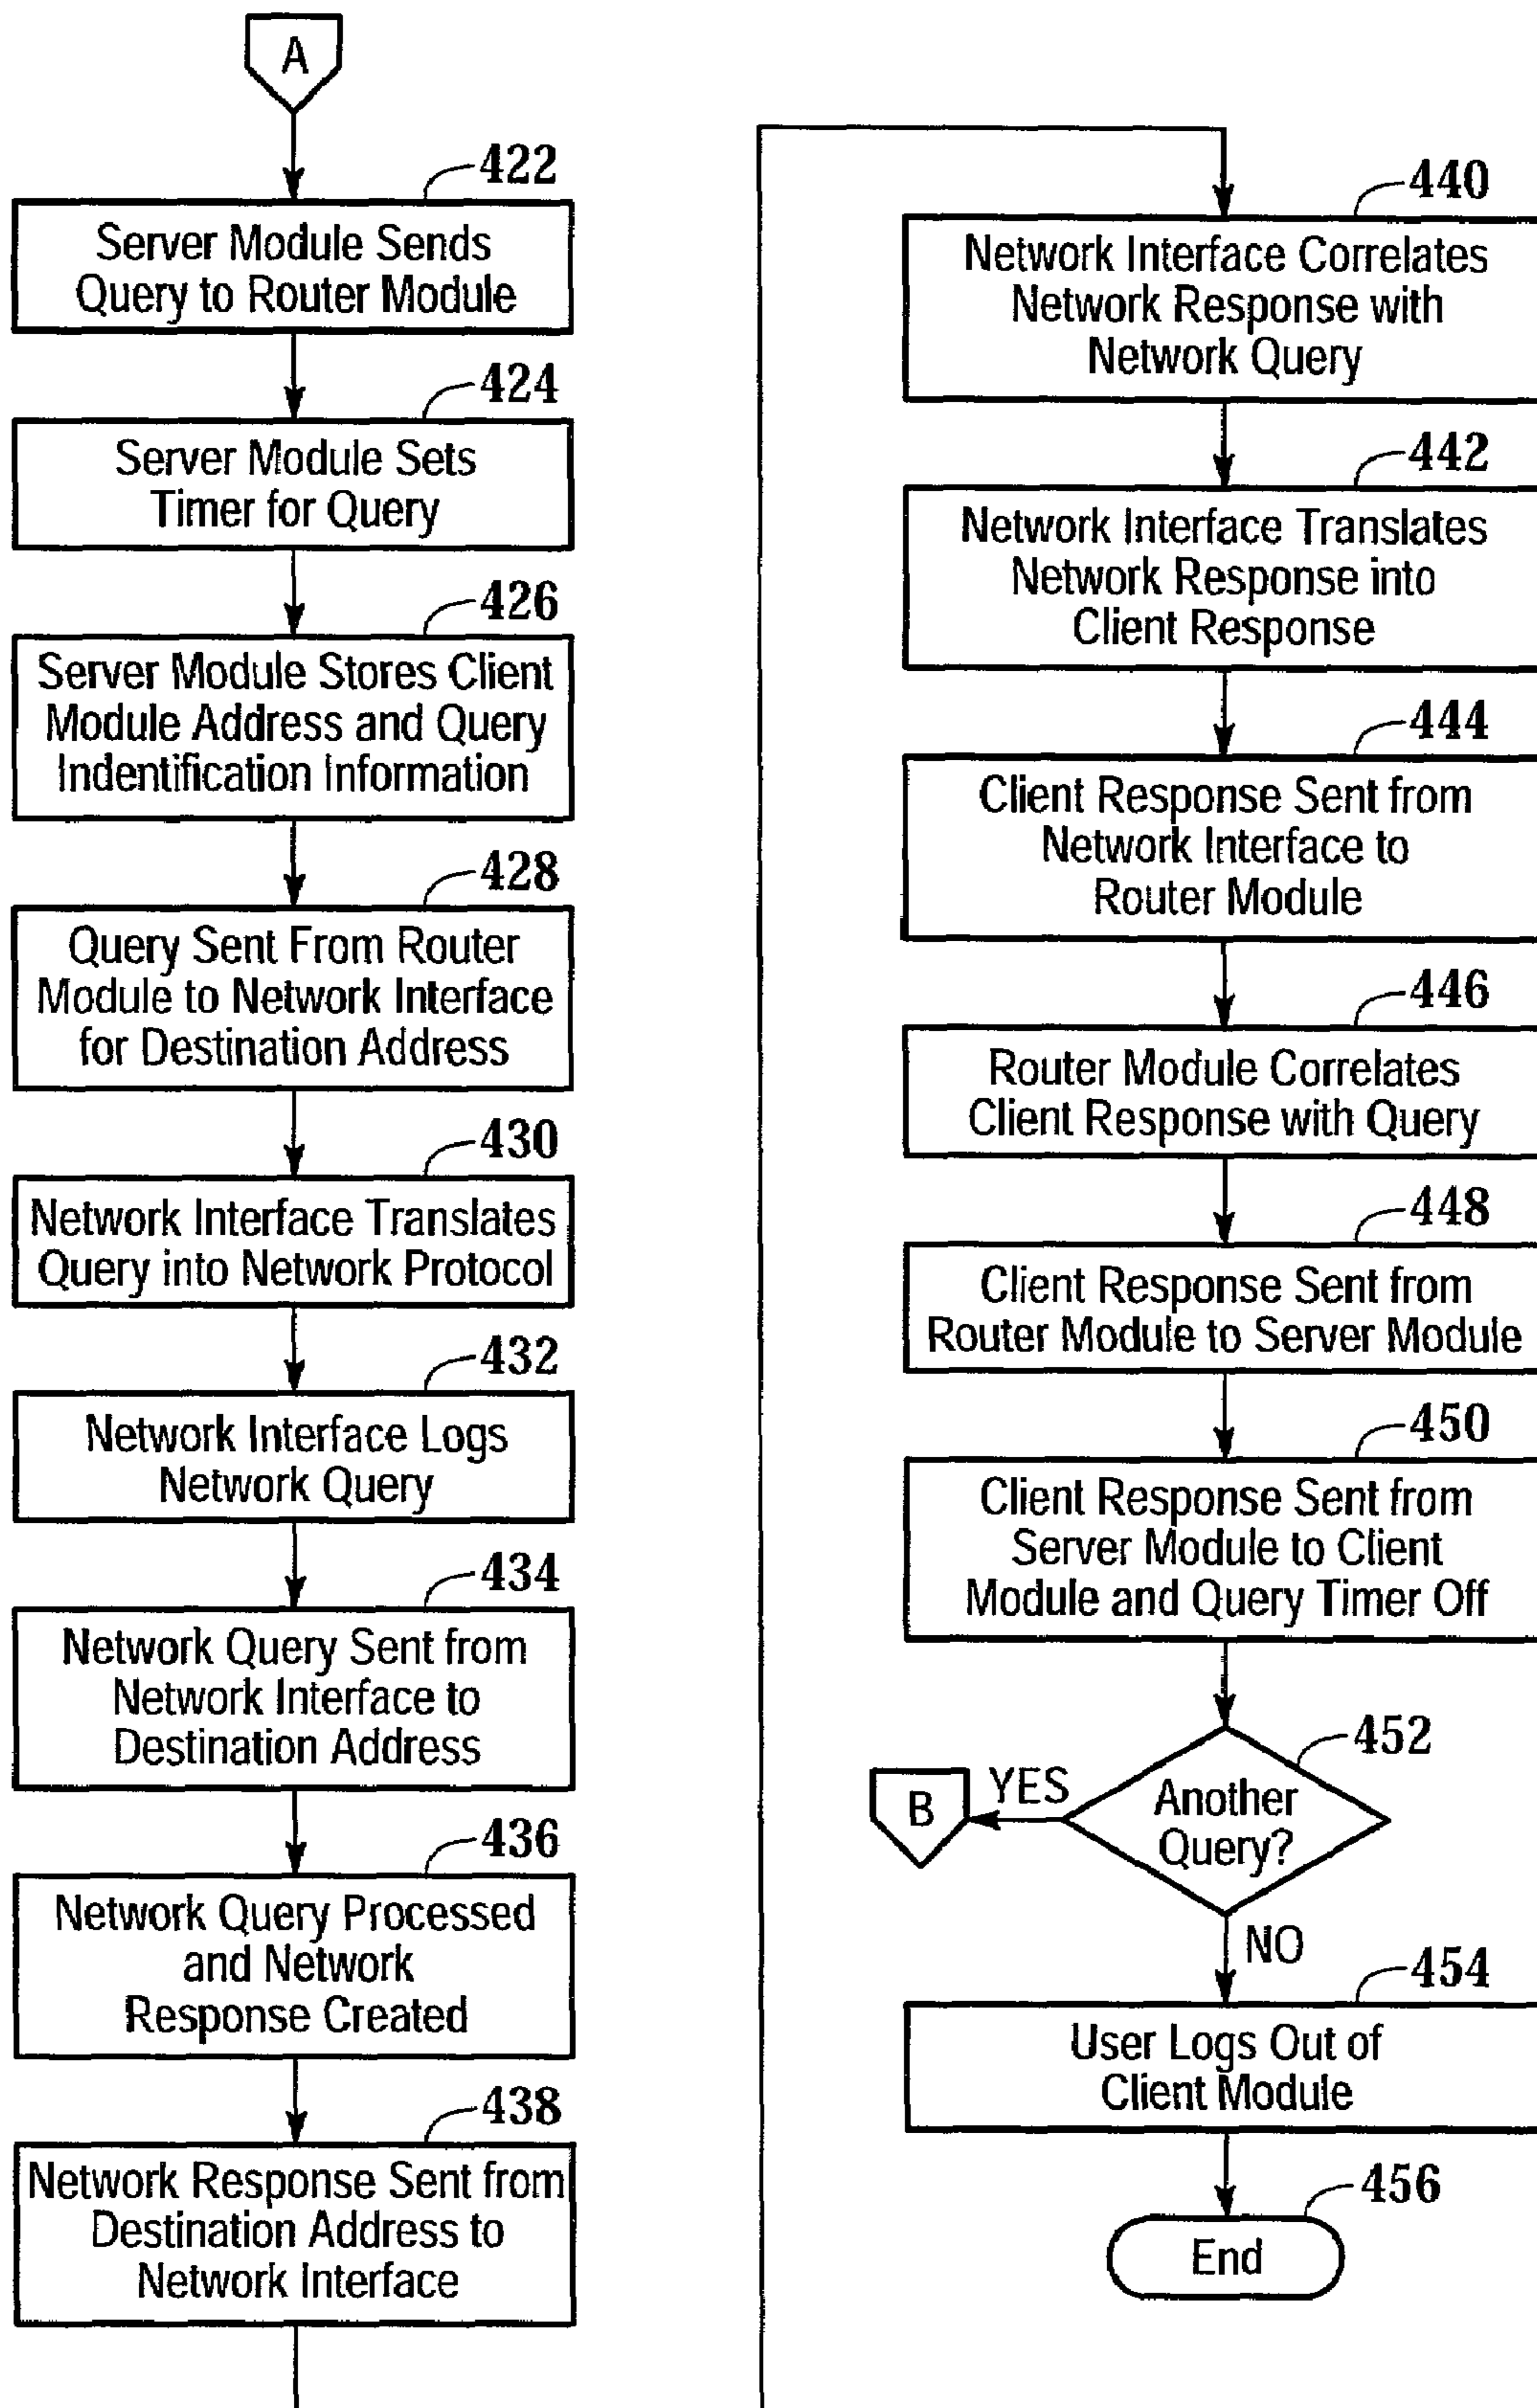 A
422
Server Module Sends
Query to Router Module
424
Server Module Sets
Timer for Query
426
Server Module Stores Client
Module Address and Query
Indentification Information
428
Query Sent From Router
Module to Network Interface
for Destination Address
430
Network Interface Translates
Query into Network Protocol
432
Network Interface Logs
Network Query
434
Network Query Sent from
Network Interface to
Destination Address
436
Network Query Processed
and Network
Response Created
438
Network Response Sent from
Destination Address to
Network Interface
440
Network Interface Correlates
Network Response with
Network Query
442
Network Interface Translates
Network Response into
Client Response
444
Client Response Sent from
Network Interface to
Router Module
446
Router Module Correlates
Client Response with Query
448
Client Response Sent from
Router Module to Server Module
450
Client Response Sent from
Server Module to Client
Module and Query Timer Off
452
Another
Query?
YES
B
NO
454
User Logs Out of
Client Module
456
End